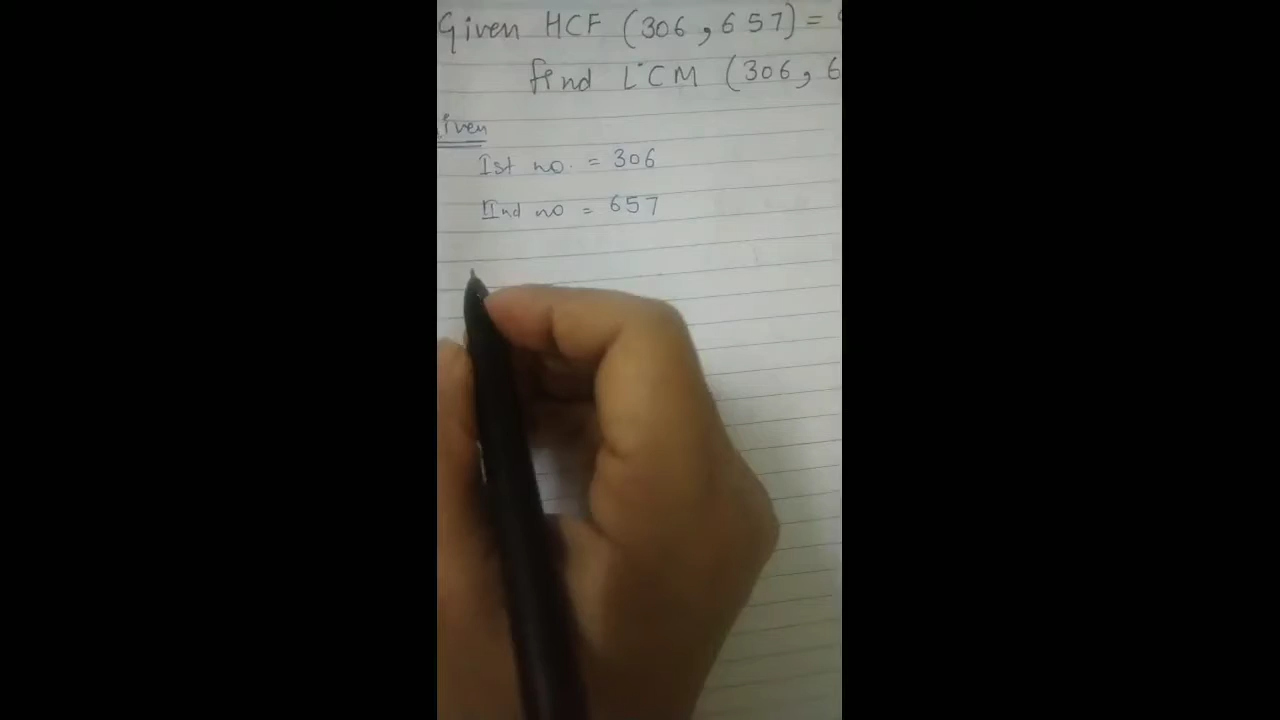 Given HCF (306, 657) =
find LCM (306, 6
iven
Ist no. = 306
IInd no = 657